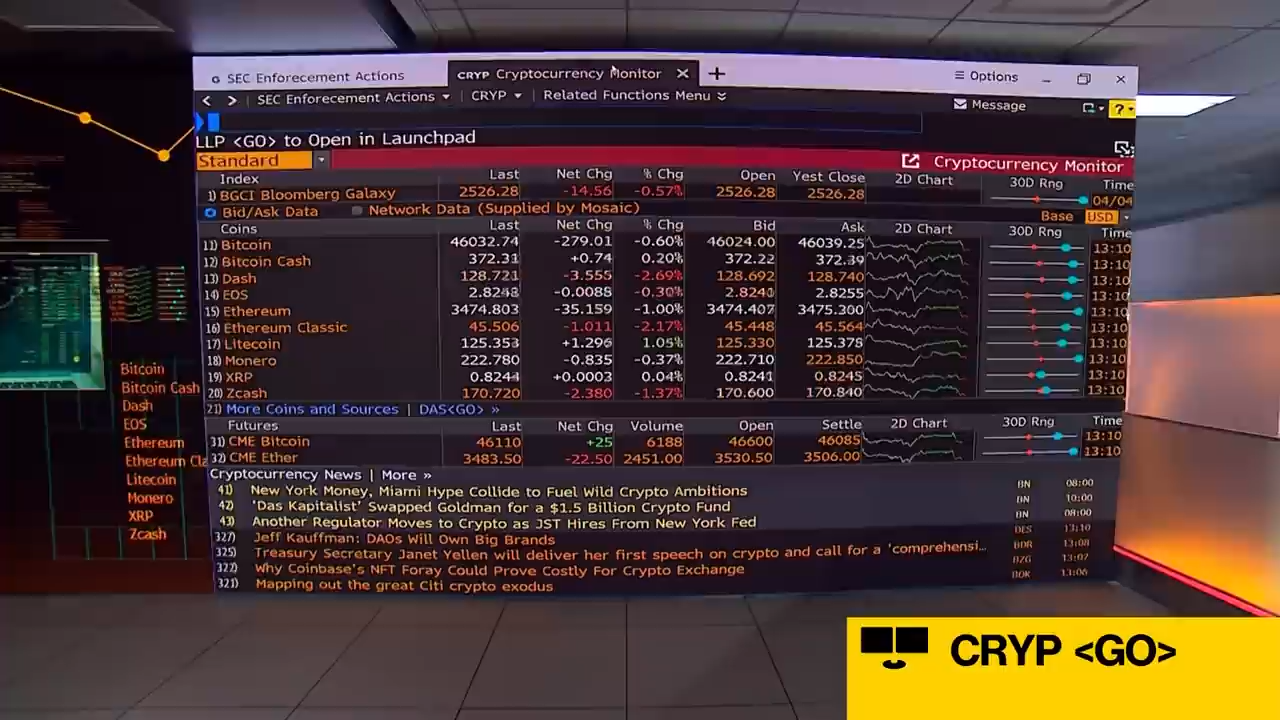 SEC Enforecement Actions
CRYP Cryptocurrency Monitor
Options
SEC Enforecement Actions CRYP Related Functions Menu
Message
LLP <GO> to Open in Launchpad
Standard Cryptocurrency Monitor
Index Last Net Chg % Chg Open Yest Close 2D Chart 30D Rng Time
1) BGCI Bloomberg Galaxy 2526.28 -14.56 -0.57% 2526.28 2526.28 04/04
Bid/Ask Data Network Data (Supplied by Mosaic) Base USD
Coins Last Net Chg % Chg Bid Ask 2D Chart 30D Rng Time
11) Bitcoin 46032.74 -279.01 -0.60% 46024.00 46039.25 13:10
12) Bitcoin Cash 372.31 +0.74 0.20% 372.22 372.39 13:10
13) Dash 128.721 -3.555 -2.69% 128.692 128.740 13:10
14) EOS 2.8243 -0.0088 -0.30% 2.8241 2.8255 13:10
15) Ethereum 3474.803 -35.159 -1.00% 3474.407 3475.300 13:10
16) Ethereum Classic 45.506 -1.011 -2.17% 45.448 45.564 13:10
17) Litecoin 125.353 +1.296 1.05% 125.330 125.378 13:10
18) Monero 222.780 -0.835 -0.37% 222.710 222.850 13:10
19) XRP 0.8244 +0.0003 0.04% 0.8241 0.8245 13:10
20) Zcash 170.720 -2.380 -1.37% 170.600 170.840 13:10
21) More Coins and Sources | DAS<GO> »
Futures Last Net Chg Volume Open Settle 2D Chart 30D Rng Time
31) CME Bitcoin 46110 +25 6188 46600 46085 13:10
32) CME Ether 3483.50 -22.50 2451.00 3530.50 3506.00 13:10
Cryptocurrency News | More »
41) New York Money, Miami Hype Collide to Fuel Wild Crypto Ambitions BN 08:00
42) 'Das Kapitalist' Swapped Goldman for a $1.5 Billion Crypto Fund BN 10:00
43) Another Regulator Moves to Crypto as JST Hires From New York Fed BN 08:00
327) Jeff Kauffman: DAOs Will Own Big Brands DES 13:10
325) Treasury Secretary Janet Yellen will deliver her first speech on crypto and call for a 'comprehensi... 13:08
322) Why Coinbase's NFT Foray Could Prove Costly For Crypto Exchange BZG 13:07
321) Mapping out the great Citi crypto exodus 13:06
Bitcoin
Bitcoin Cash
Dash
EOS
Ethereum
Ethereum Cla
Litecoin
Monero
XRP
Zcash
CRYP <GO>